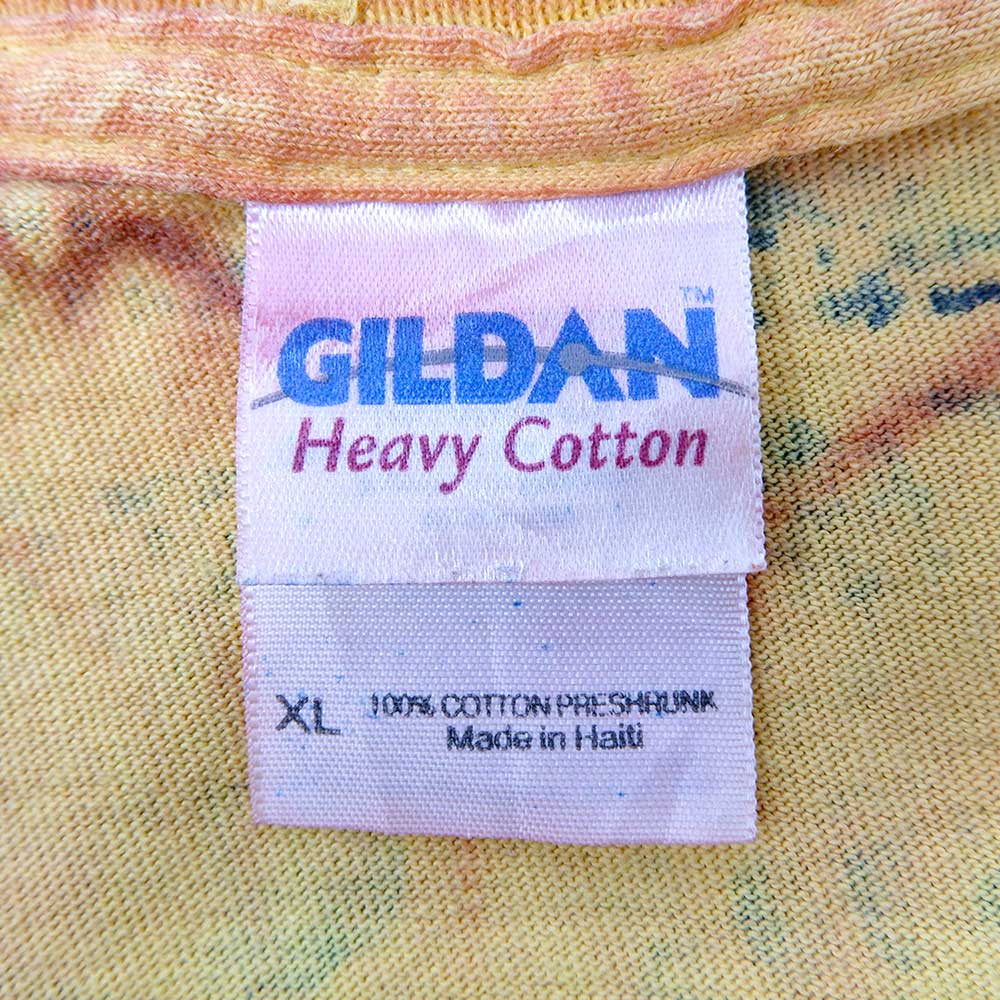 GILDAN™
Heavy Cotton
XL 100% COTTON PRESHRUNK
Made in Haiti